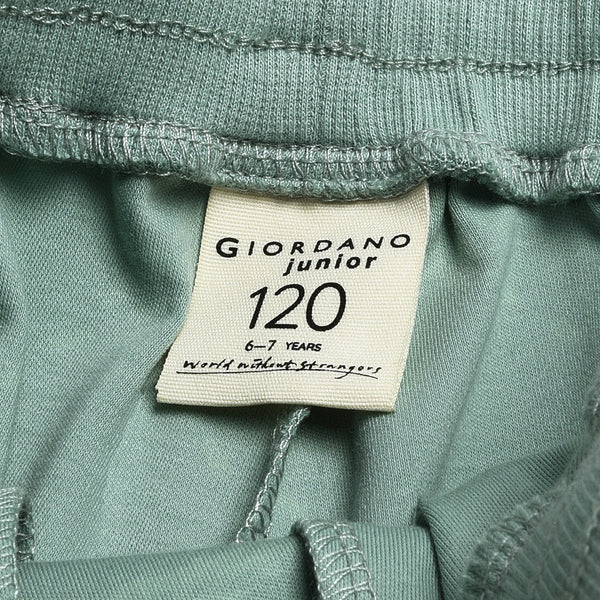 GIORDANO
junior
120
6–7 YEARS
World without strangers